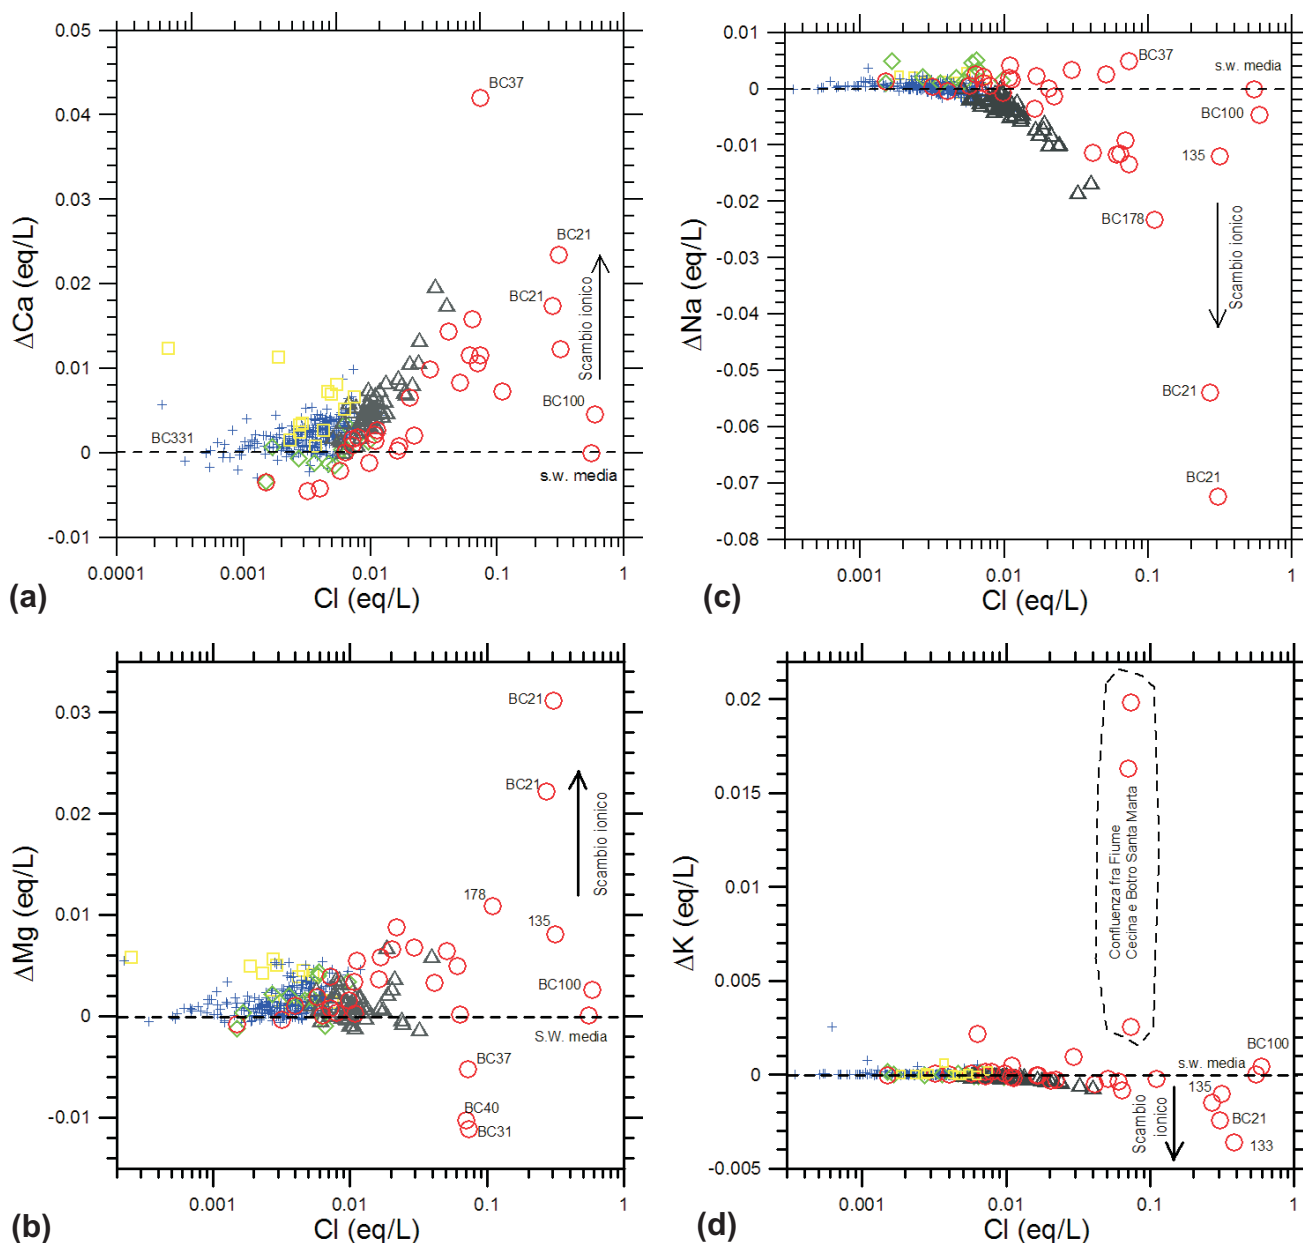 0.05
0.04
0.03
0.02
0.01
0
-0.01
ΔCa (eq/L)
BC37
BC21
BC21
Scambio ionico
BC100
BC331
s.w. media
0.0001
0.001
0.01
0.1
1
Cl (eq/L)
(a)
0.01
0
-0.01
-0.02
-0.03
-0.04
-0.05
-0.06
-0.07
-0.08
ΔNa (eq/L)
BC37
s.w. media
BC100
135
BC178
Scambio ionico
BC21
BC21
0.001
0.01
0.1
1
Cl (eq/L)
(c)
0.03
0.02
0.01
0
-0.01
ΔMg (eq/L)
BC21
BC21
Scambio ionico
178
135
BC100
S.W. media
BC37
BC40
BC31
0.001
0.01
0.1
1
Cl (eq/L)
(b)
0.02
0.015
0.01
0.005
0
-0.005
ΔK (eq/L)
Confluenza fra Fiume
Cecina e Botro Santa Marta
BC100
s.w. media
135
Scambio
ionico
BC21
133
0.001
0.01
0.1
1
Cl (eq/L)
(d)